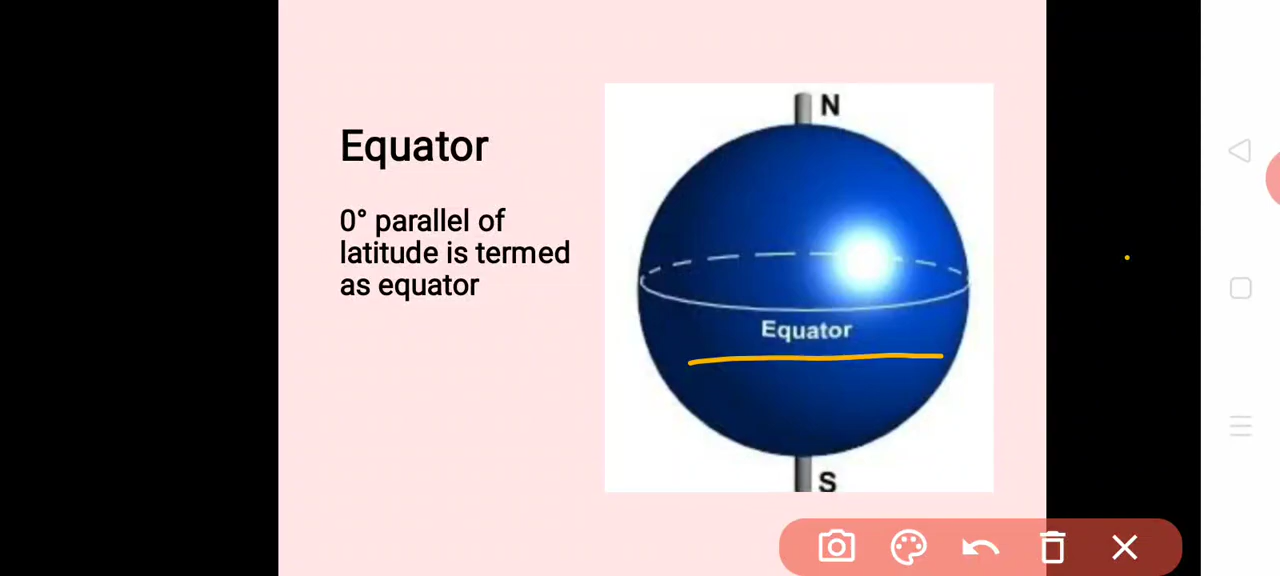 Equator
0° parallel of
latitude is termed
as equator
N
Equator
S